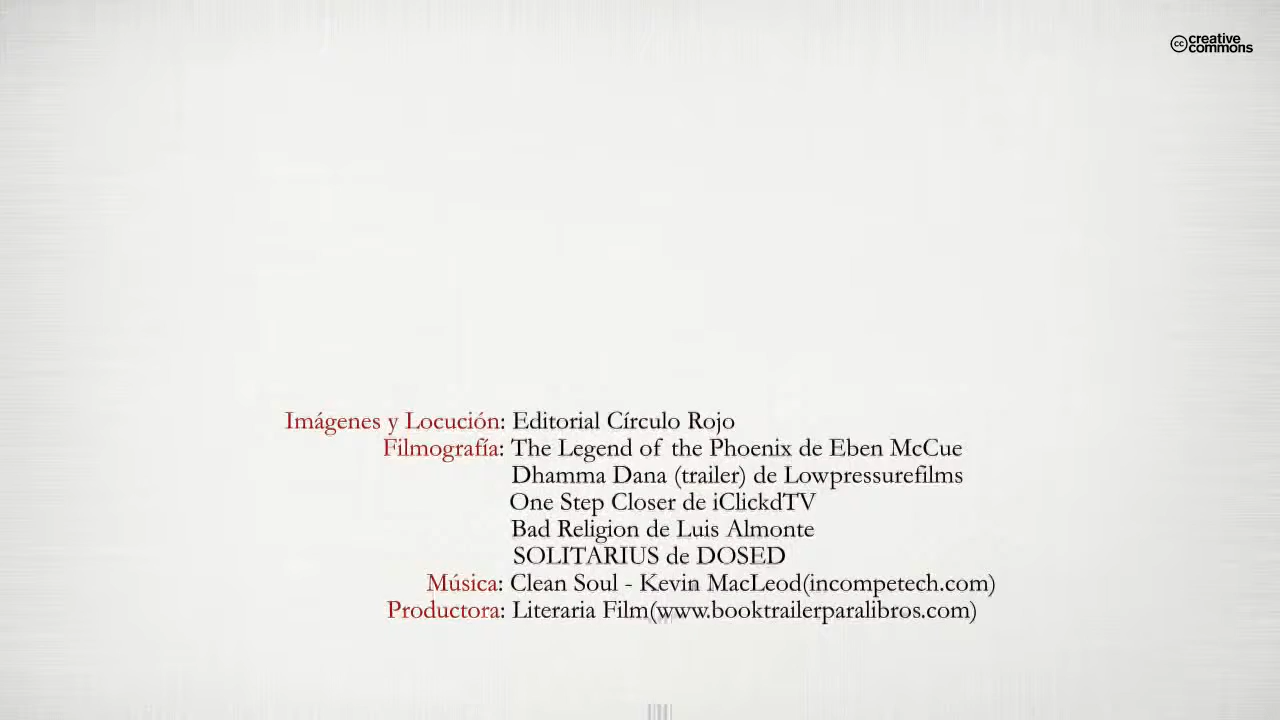 cc creative
commons
Imágenes y Locución: Editorial Círculo Rojo
Filmografía: The Legend of the Phoenix de Eben McCue
Dhamma Dana (trailer) de Lowpressurefilms
One Step Closer de iClickdTV
Bad Religion de Luis Almonte
SOLITARIUS de DOSED
Música: Clean Soul - Kevin MacLeod(incompetech.com)
Productora: Literaria Film(www.booktrailerparalibros.com)